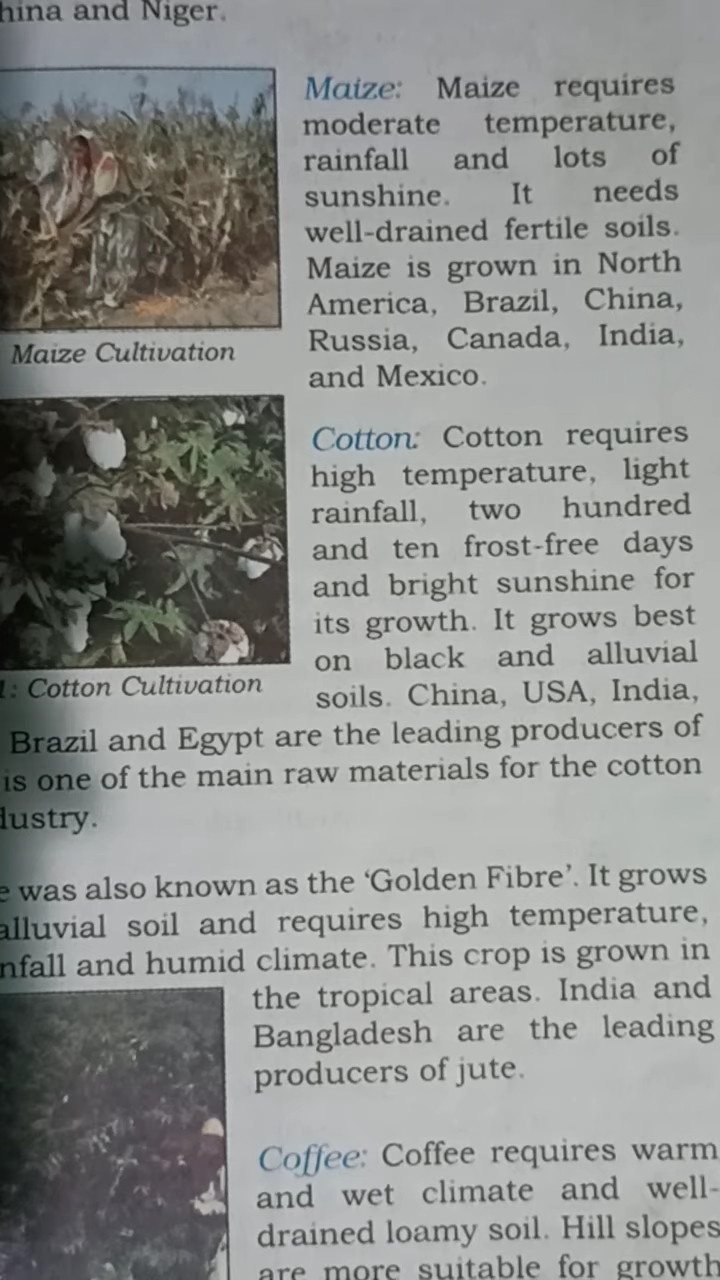 and Niger.
Maize: Maize requires
moderate temperature,
rainfall and lots of
sunshine. It needs
well-drained fertile soils.
Maize is grown in North
America, Brazil, China,
Russia, Canada, India,
and Mexico.
Maize Cultivation
Cotton: Cotton requires
high temperature, light
rainfall, two hundred
and ten frost-free days
and bright sunshine for
its growth. It grows best
on black and alluvial
soils. China, USA, India,
: Cotton Cultivation
Brazil and Egypt are the leading producers of
is one of the main raw materials for the cotton
dustry.
e was also known as the ‘Golden Fibre’. It grows
alluvial soil and requires high temperature,
nfall and humid climate. This crop is grown in
the tropical areas. India and
Bangladesh are the leading
producers of jute.
Coffee: Coffee requires warm
and wet climate and well-
drained loamy soil. Hill slopes
are more suitable for growth